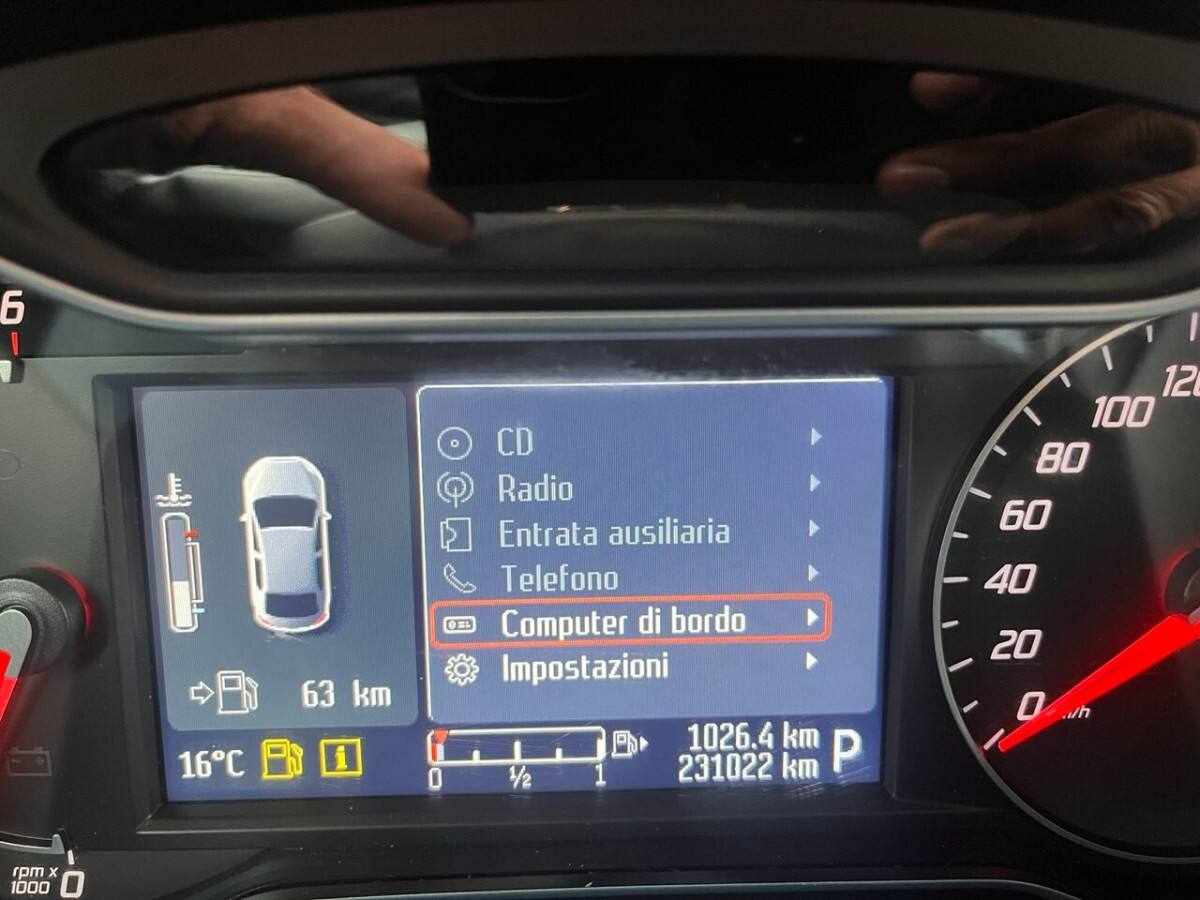 6
CD
Radio
Entrata ausiliaria
Telefono
Computer di bordo
Impostazioni
63 km
16°C
i
0
½
1
1026.4 km
231022 km
P
120
100
80
60
40
20
0
rpm x
1000
0